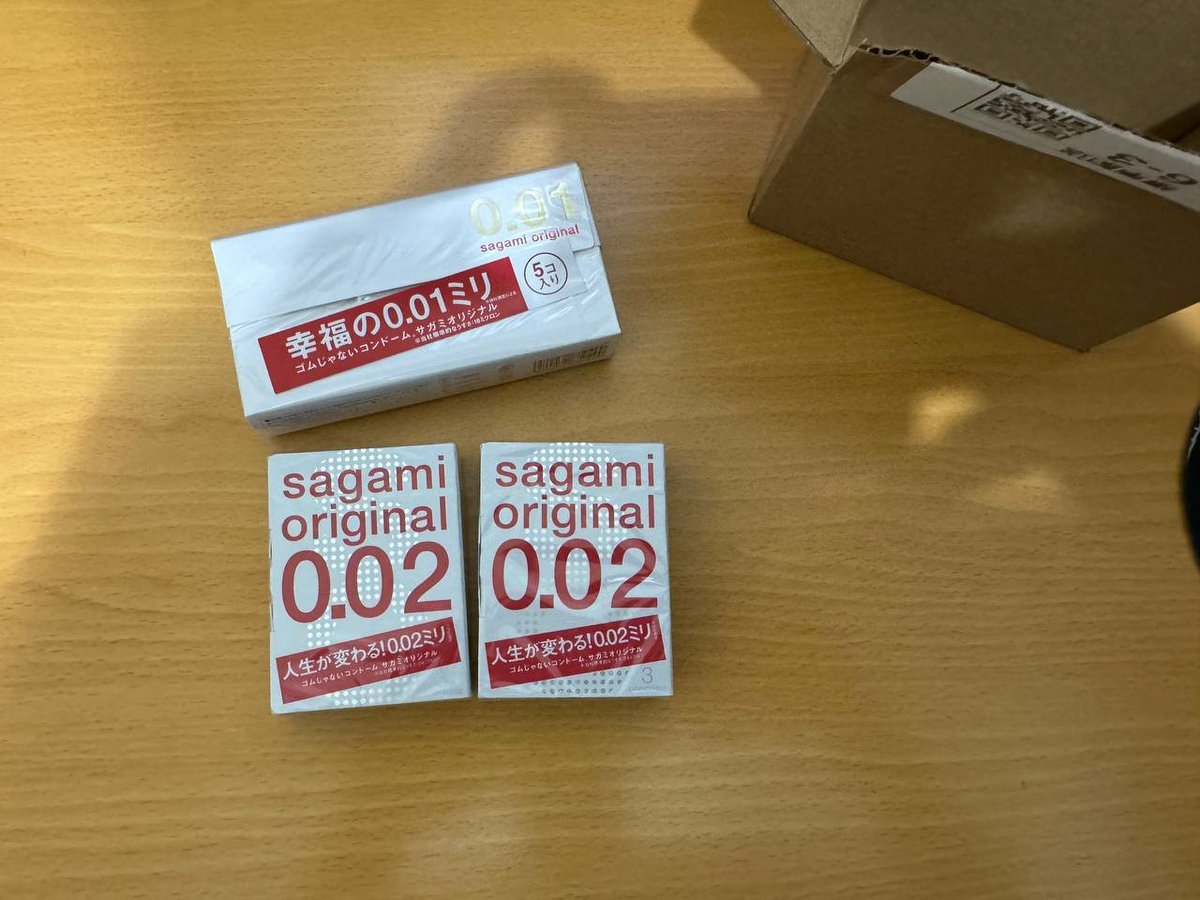 0.01
sagami original
5コ
入り
幸福の0.01ミリ
ゴムじゃないコンドーム。サガミオリジナル
sagami
original
0.02
人生が変わる!0.02ミリ
ゴムじゃないコンドーム。サガミオリジナル
sagami
original
0.02
人生が変わる!0.02ミリ
ゴムじゃないコンドーム。サガミオリジナル
3
6-3